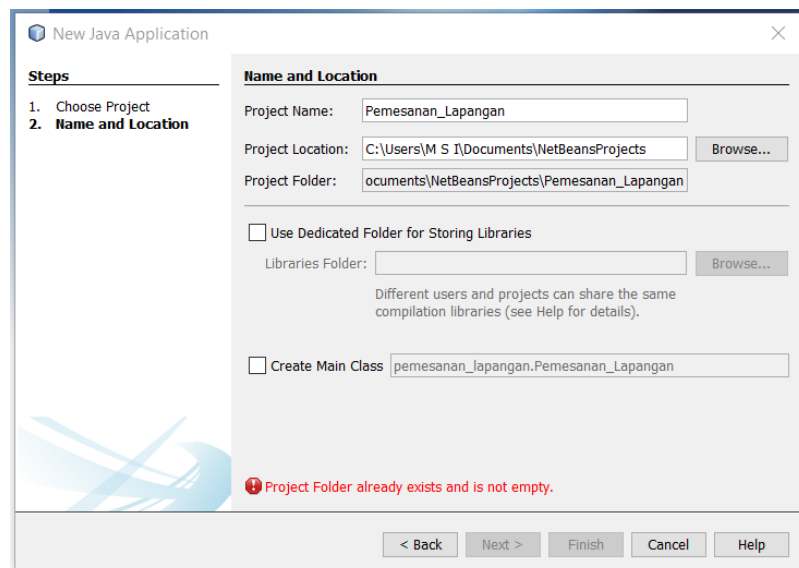 New Java Application
Steps
1. Choose Project
2. Name and Location
Name and Location
Project Name: Pemesanan_Lapangan
Project Location: C:\Users\M S I\Documents\NetBeansProjects Browse...
Project Folder: ocuments\NetBeansProjects\Pemesanan_Lapangan
Use Dedicated Folder for Storing Libraries
Libraries Folder: Browse...
Different users and projects can share the same
compilation libraries (see Help for details).
Create Main Class pemesanan_lapangan.Pemesanan_Lapangan
Project Folder already exists and is not empty.
< Back Next > Finish Cancel Help